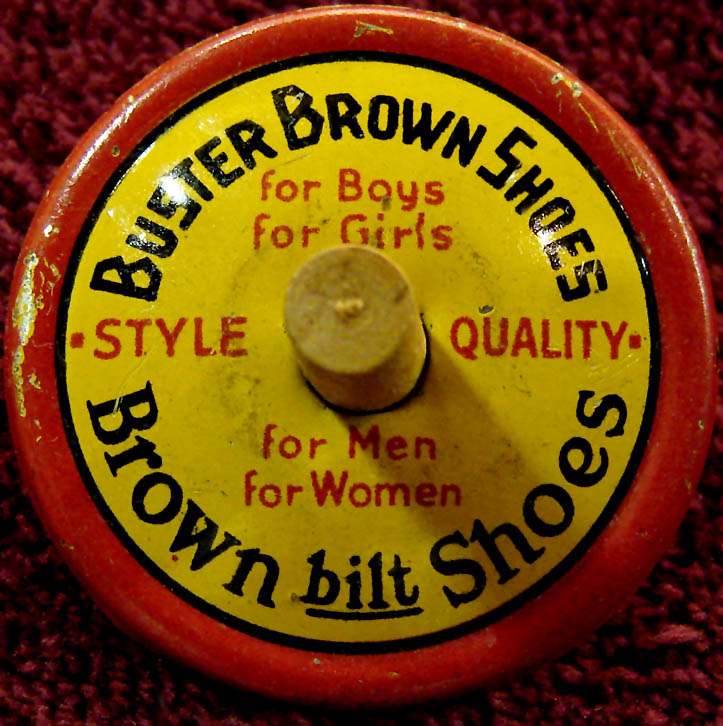 BUSTER BROWN SHOES
for Boys
for Girls
STYLE QUALITY
for Men
for Women
Brown bilt Shoes